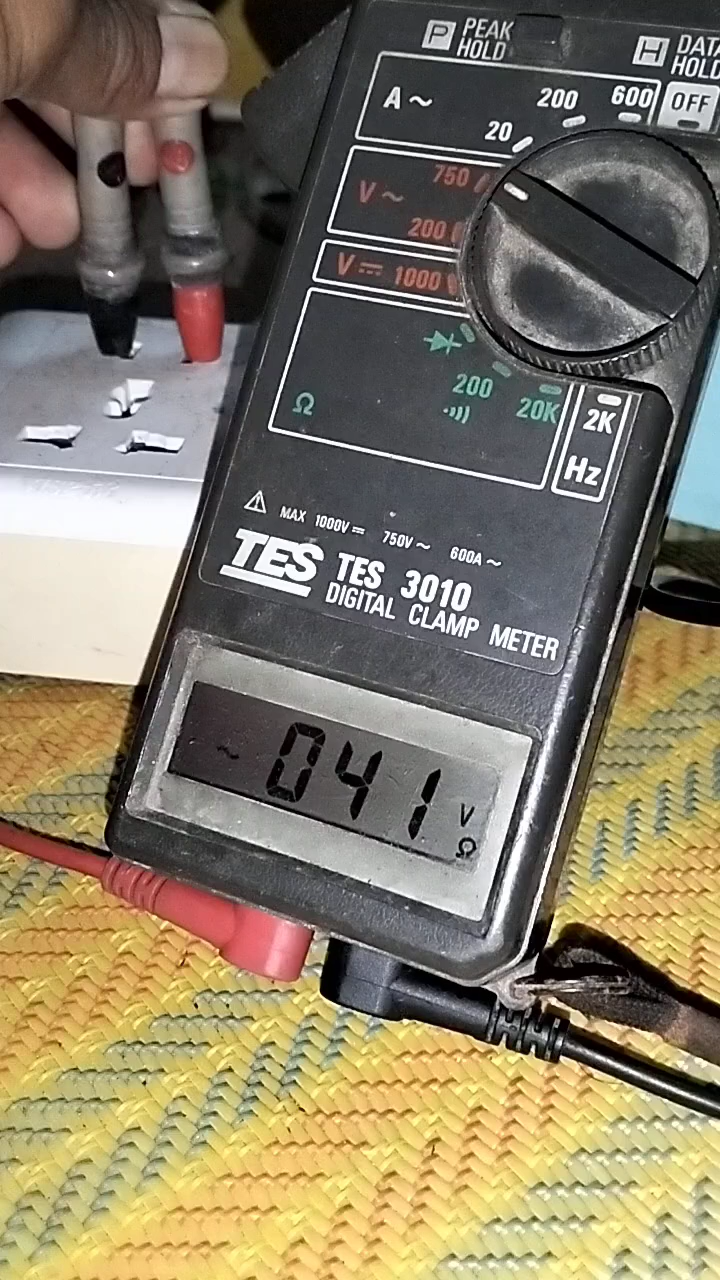 P PEAK HOLD
H DATA HOLD
A~ 20 200 600 OFF
V~ 750
200
V⎓ 1000
200 20K
Ω
2K
Hz
⚠ MAX 1000V⎓ 750V~ 600A~
TES TES 3010
DIGITAL CLAMP METER
~ 041 V
Ω